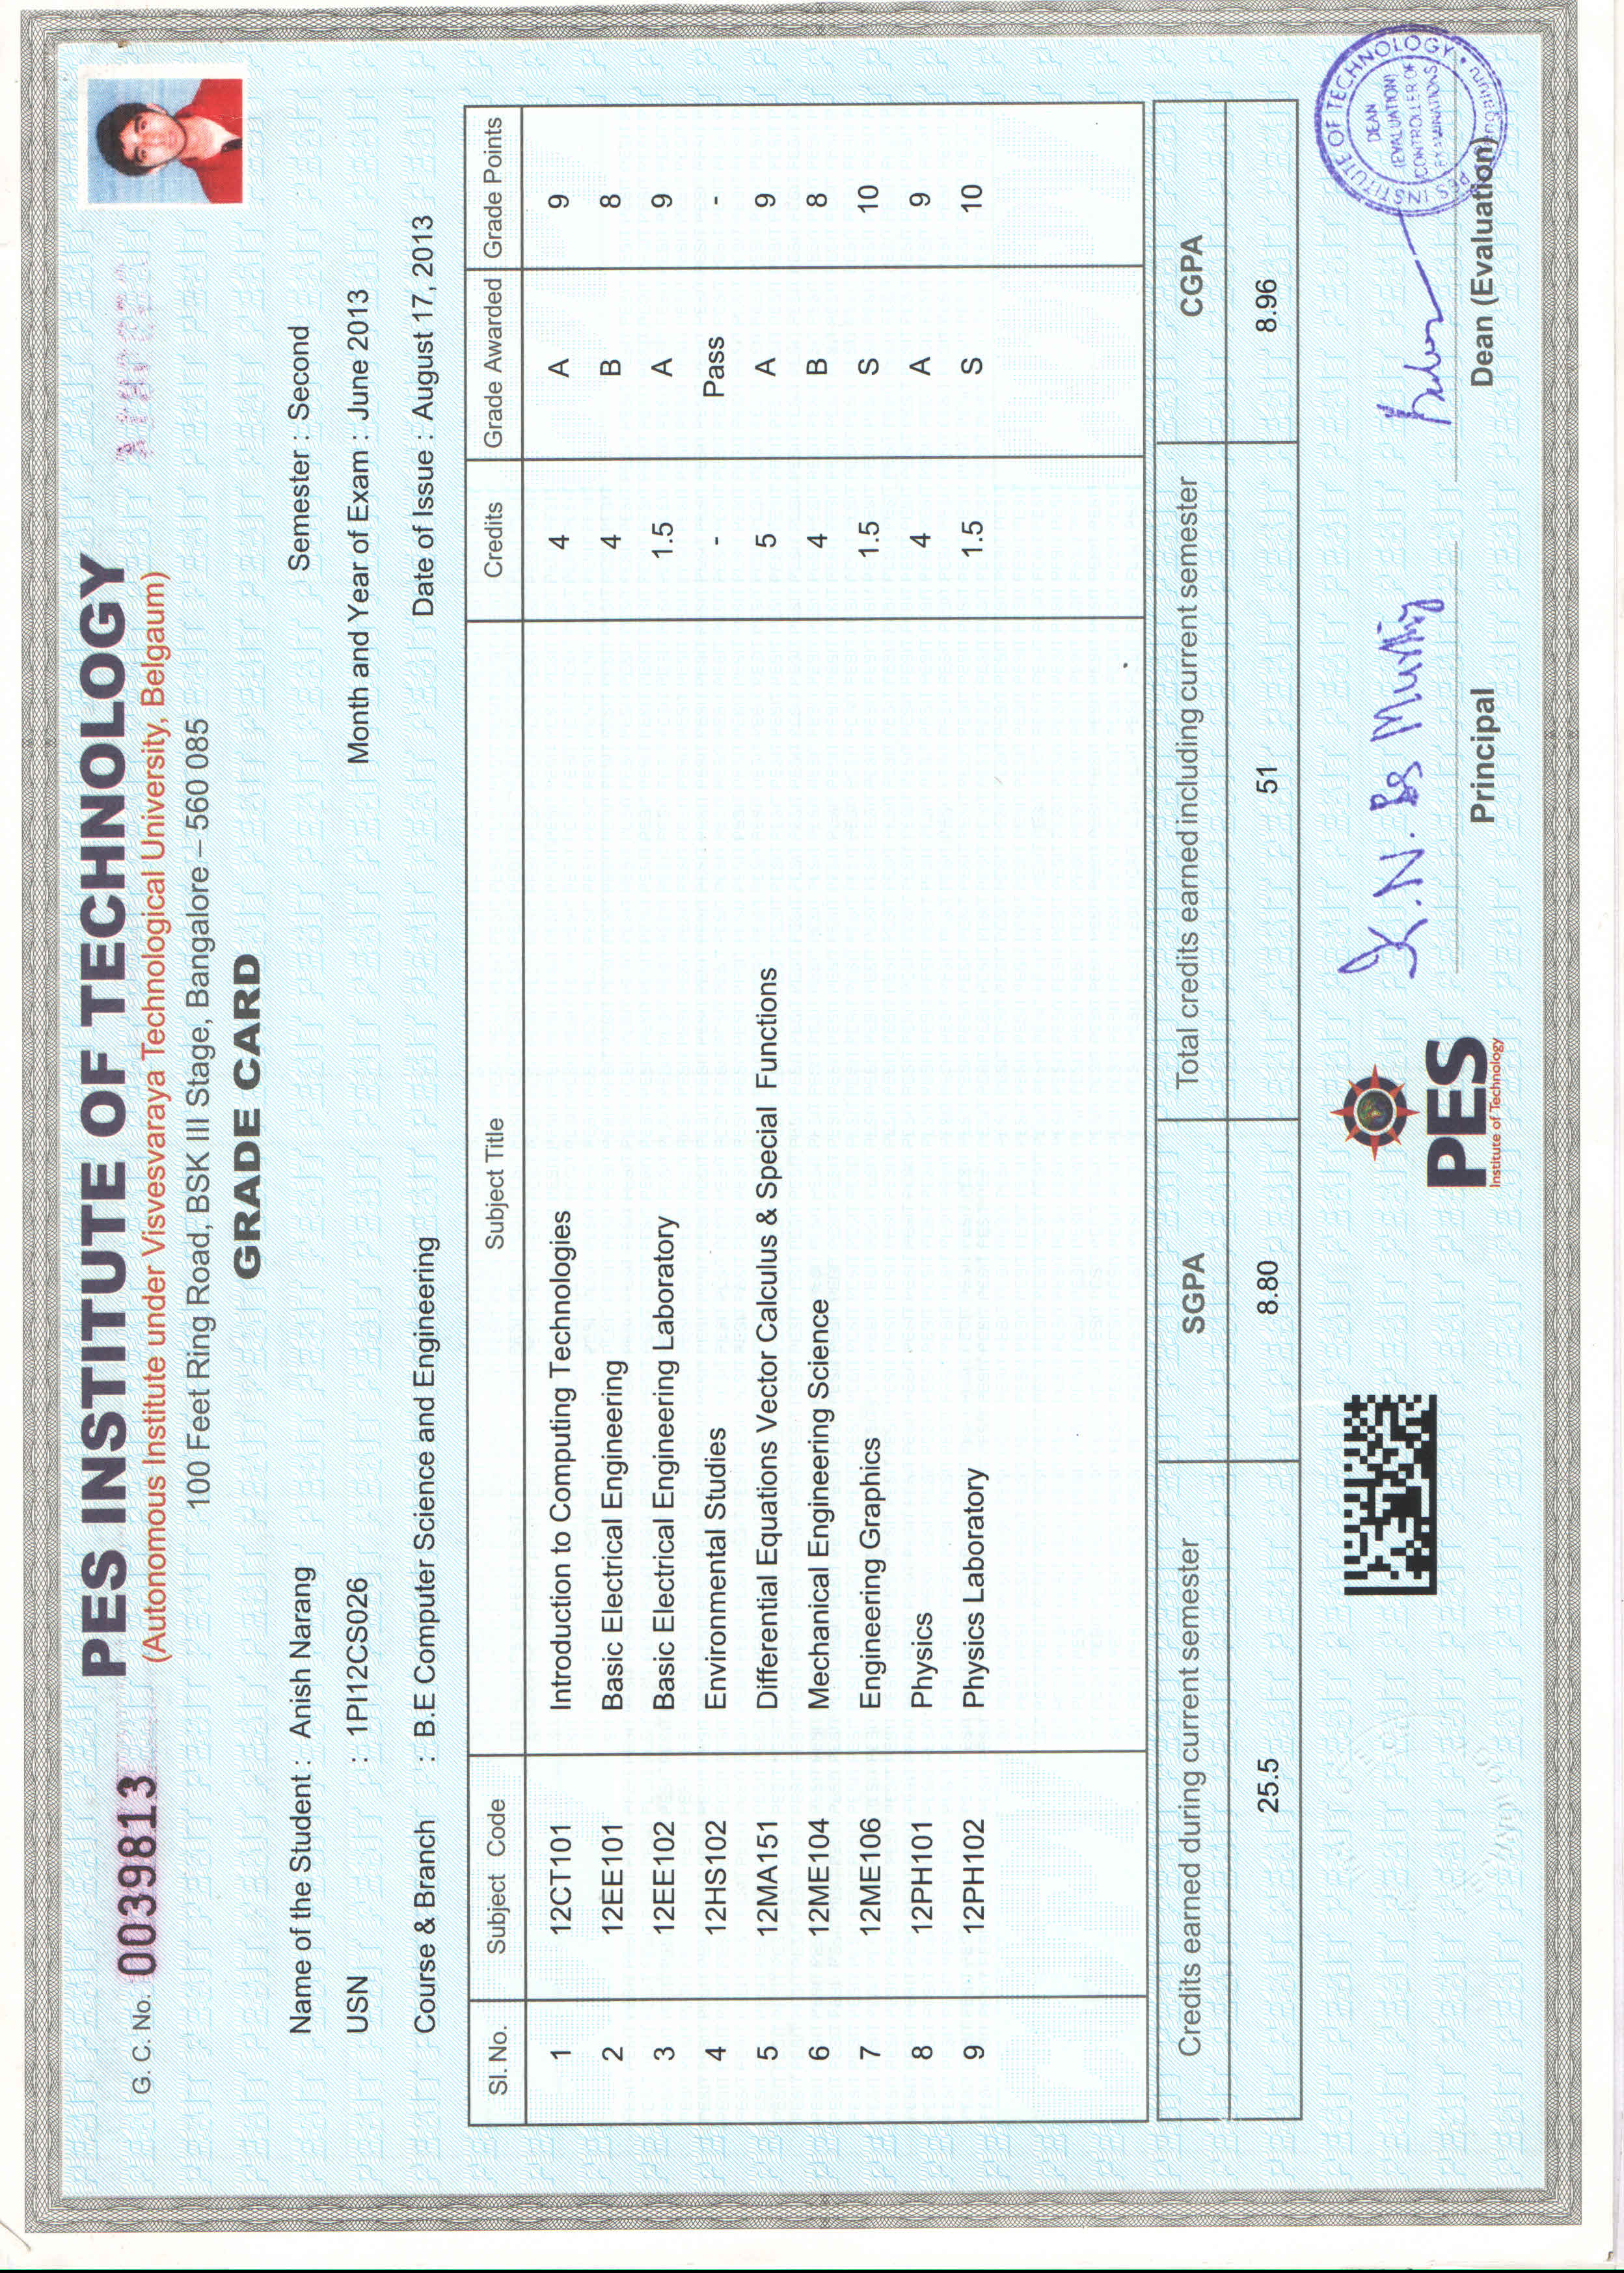 PES INSTITUTE OF TECHNOLOGY
G. C. No. 0039813
(Autonomous Institute under Visvesvaraya Technological University, Belgaum)
100 Feet Ring Road, BSK III Stage, Bangalore – 560 085
GRADE CARD
Name of the Student : Anish Narang Semester : Second
USN : 1PI12CS026 Month and Year of Exam : June 2013
Course & Branch : B.E Computer Science and Engineering Date of Issue : August 17, 2013
Sl. No. Subject Code Subject Title Credits Grade Awarded Grade Points
1 12CT101 Introduction to Computing Technologies 4 A 9
2 12EE101 Basic Electrical Engineering 4 B 8
3 12EE102 Basic Electrical Engineering Laboratory 1.5 A 9
4 12HS102 Environmental Studies - Pass -
5 12MA151 Differential Equations Vector Calculus & Special Functions 5 A 9
6 12ME104 Mechanical Engineering Science 4 B 8
7 12ME106 Engineering Graphics 1.5 S 10
8 12PH101 Physics 4 A 9
9 12PH102 Physics Laboratory 1.5 S 10
Credits earned during current semester SGPA Total credits earned including current semester CGPA
25.5 8.80 51 8.96
PES INSTITUTE OF TECHNOLOGY
DEAN
(EVALUATION)
CONTROLLER OF
EXAMINATIONS
PES
Institute of Technology
Principal
Dean (Evaluation)